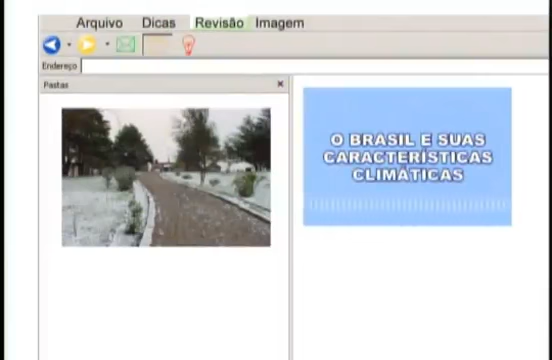 Arquivo Dicas Revisão Imagem
Endereço
Pastas
O BRASIL E SUAS
CARACTERÍSTICAS
CLIMÁTICAS